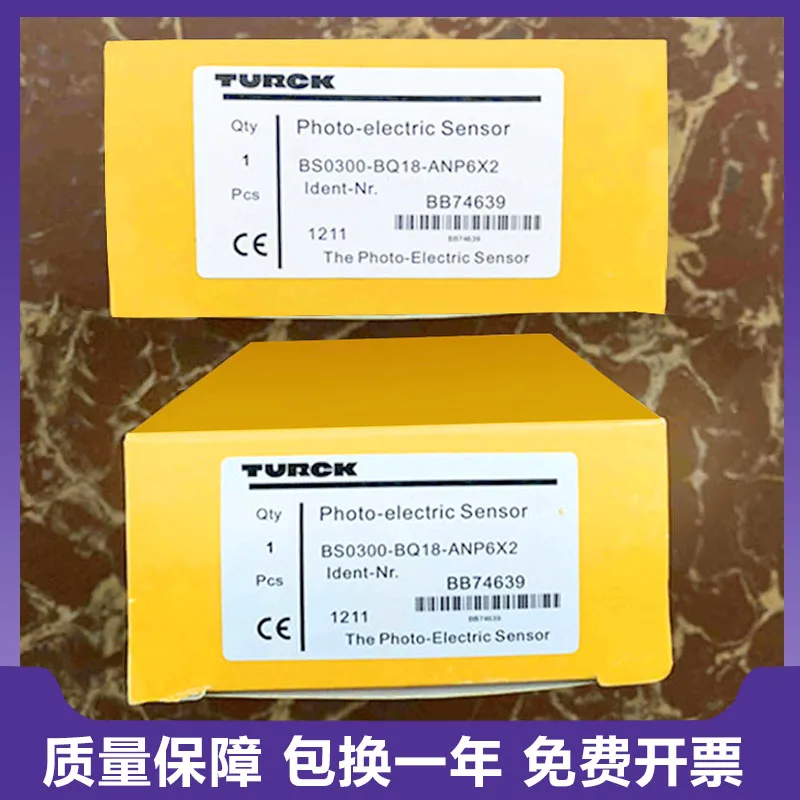 TURCK
Qty
Photo-electric Sensor
1
BS0300-BQ18-ANP6X2
Pcs
Ident-Nr.
BB74639
CE
1211
BB74639
The Photo-Electric Sensor
TURCK
Qty
Photo-electric Sensor
1
BS0300-BQ18-ANP6X2
Pcs
Ident-Nr.
BB74639
CE
1211
BB74639
The Photo-Electric Sensor
质量保障 包换一年 免费开票